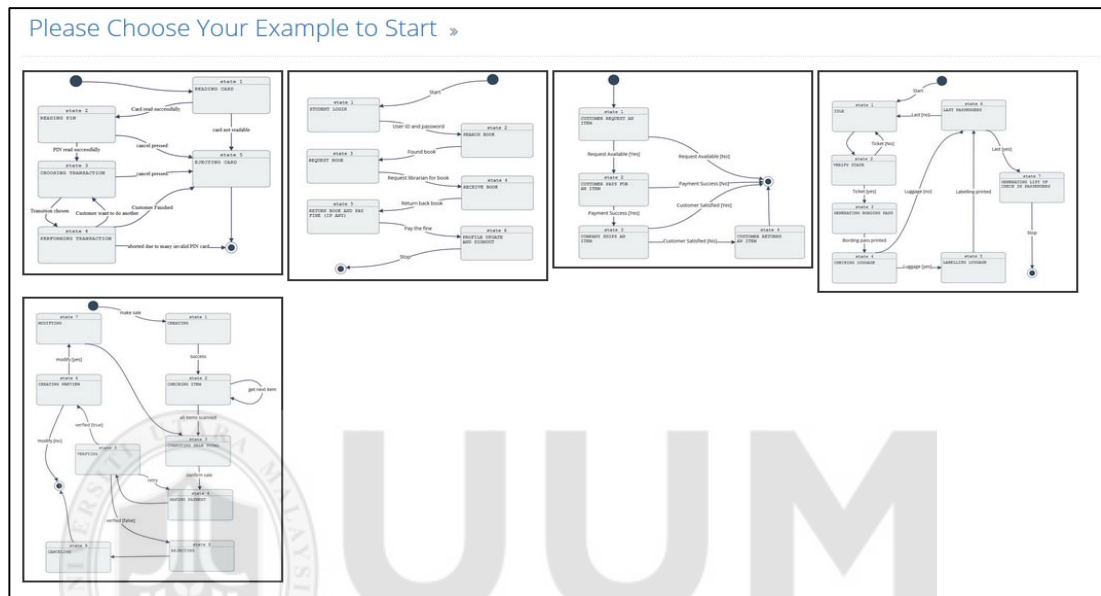 Please Choose Your Example to Start »
state 1
READING CARD
Card read successfully
state 2
READING PIN
card not readable
cancel pressed
PIN read successfully
state 3
CHOOSING TRANSACTION
cancel pressed
state 5
EJECTING CARD
Transition chosen
Customer want to do another
Customer Finished
state 4
PERFORMING TRANSACTION
aborted due to many invalid PIN card
Start
state 1
STUDENT LOGIN
User ID and password
state 2
SEARCH BOOK
Found book
state 3
REQUEST BOOK
Request librarian for book
state 4
RECEIVE BOOK
Return back book
state 5
RETURN BOOK AND PAY
FINE (IF ANY)
Pay the fine
state 6
PROFILE UPDATE
AND SIGNOUT
Stop
state 1
CUSTOMER REQUEST AN
ITEM
Request Available [Yes]
Request Available [No]
state 2
CUSTOMER PAYS FOR
AN ITEM
Payment Success [No]
Payment Success [Yes]
Customer Satisfied [Yes]
state 3
COMPANY SHIPS AN
ITEM
Customer Satisfied [No]
state 4
CUSTOMER RETURNS
AN ITEM
Start
state 1
IDLE
state 6
LAST PASSENGERS
Last [no]
Ticket [No]
state 2
VERIFY STAGE
Last [yes]
Ticket [yes]
Luggage [no]
Labelling printed
state 7
GENERATING LIST OF
CHECK IN PASSENGERS
state 3
GENERATING BORDING PASS
Bording pass printed
Stop
state 4
CHECKING LUGGAGE
Luggage [yes]
state 5
LABELLING LUGGAGE
make sale
state 7
MODIFYING
state 1
CREATING
success
modify [yes]
state 2
CHECKING ITEM
get next item
CREATING
all items scanned
verified [true]
modify [no]
state 3
confirm sale
retry
state 4
PAYMENT
verified [false]
REJECTING
CANCELING
UNIVERSITI UTARA MALAYSIA
UUM